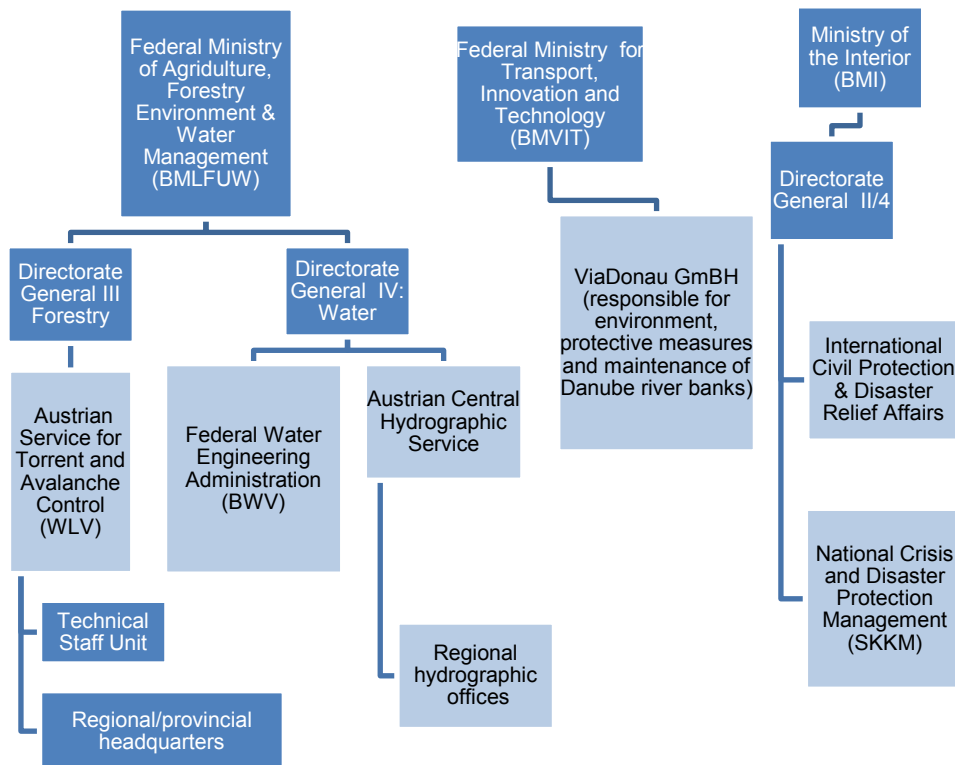 Federal Ministry
of Agridulture,
Forestry
Environment &
Water
Management
(BMLFUW)
Directorate
General III
Forestry
Austrian
Service for
Torrent and
Avalanche
Control
(WLV)
Technical
Staff Unit
Regional/provincial
headquarters
Directorate
General IV:
Water
Federal Water
Engineering
Administration
(BWV)
Austrian Central
Hydrographic
Service
Regional
hydrographic
offices
Federal Ministry for
Transport,
Innovation and
Technology
(BMVIT)
ViaDonau GmBH
(responsible for
environment,
protective measures
and maintenance of
Danube river banks)
Ministry of
the Interior
(BMI)
Directorate
General II/4
International
Civil Protection
& Disaster
Relief Affairs
National Crisis
and Disaster
Protection
Management
(SKKM)